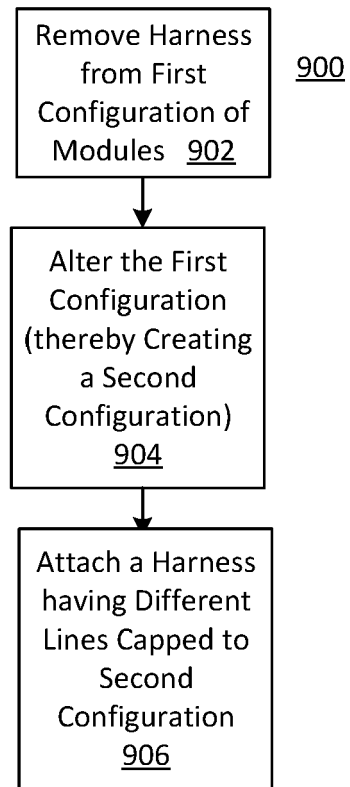 Remove Harness
from First
Configuration of
Modules 902
900
Alter the First
Configuration
(thereby Creating
a Second
Configuration)
904
Attach a Harness
having Different
Lines Capped to
Second
Configuration
906